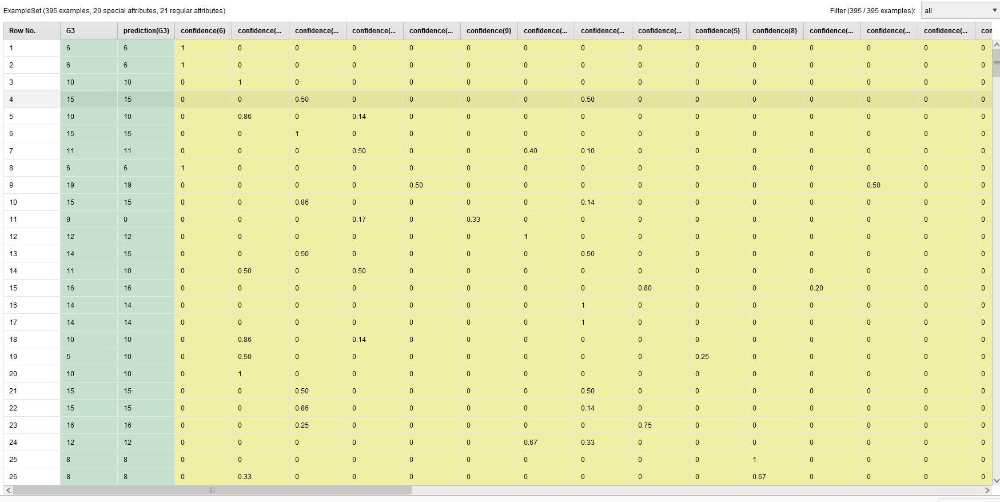 ExampleSet (395 examples, 20 special attributes, 21 regular attributes) Filter (395 / 395 examples): all
Row No. G3 prediction(G3) confidence(6) confidence(... confidence(... confidence(... confidence(... confidence(9) confidence(... confidence(... confidence(... confidence(5) confidence(8) confidence(... confidence(... confidence(... con
1 6 6 1 0 0 0 0 0 0 0 0 0 0 0 0 0 0
2 6 6 1 0 0 0 0 0 0 0 0 0 0 0 0 0 0
3 10 10 0 1 0 0 0 0 0 0 0 0 0 0 0 0 0
4 15 15 0 0 0.50 0 0 0 0 0.50 0 0 0 0 0 0 0
5 10 10 0 0.86 0 0.14 0 0 0 0 0 0 0 0 0 0 0
6 15 15 0 0 1 0 0 0 0 0 0 0 0 0 0 0 0
7 11 11 0 0 0 0.50 0 0 0.40 0.10 0 0 0 0 0 0 0
8 6 6 1 0 0 0 0 0 0 0 0 0 0 0 0 0 0
9 19 19 0 0 0 0 0.50 0 0 0 0 0 0 0 0.50 0 0
10 15 15 0 0 0.86 0 0 0 0 0.14 0 0 0 0 0 0 0
11 9 0 0 0 0 0.17 0 0.33 0 0 0 0 0 0 0 0 0
12 12 12 0 0 0 0 0 0 1 0 0 0 0 0 0 0 0
13 14 15 0 0 0.50 0 0 0 0 0.50 0 0 0 0 0 0 0
14 11 10 0 0.50 0 0.50 0 0 0 0 0 0 0 0 0 0 0
15 16 16 0 0 0 0 0 0 0 0 0.80 0 0 0.20 0 0 0
16 14 14 0 0 0 0 0 0 0 1 0 0 0 0 0 0 0
17 14 14 0 0 0 0 0 0 0 1 0 0 0 0 0 0 0
18 10 10 0 0.86 0 0.14 0 0 0 0 0 0 0 0 0 0 0
19 5 10 0 0.50 0 0 0 0 0 0 0 0.25 0 0 0 0 0
20 10 10 0 1 0 0 0 0 0 0 0 0 0 0 0 0 0
21 15 15 0 0 0.50 0 0 0 0 0.50 0 0 0 0 0 0 0
22 15 15 0 0 0.86 0 0 0 0 0.14 0 0 0 0 0 0 0
23 16 16 0 0 0.25 0 0 0 0 0 0.75 0 0 0 0 0 0
24 12 12 0 0 0 0 0 0 0.67 0.33 0 0 0 0 0 0 0
25 8 8 0 0 0 0 0 0 0 0 0 0 1 0 0 0 0
26 8 8 0 0.33 0 0 0 0 0 0 0 0 0.67 0 0 0 0